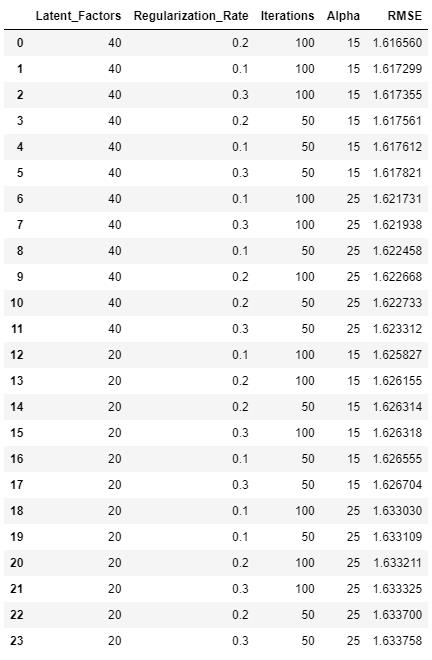 Latent_Factors Regularization_Rate Iterations Alpha RMSE
0 40 0.2 100 15 1.616560
1 40 0.1 100 15 1.617299
2 40 0.3 100 15 1.617355
3 40 0.2 50 15 1.617561
4 40 0.1 50 15 1.617612
5 40 0.3 50 15 1.617821
6 40 0.1 100 25 1.621731
7 40 0.3 100 25 1.621938
8 40 0.1 50 25 1.622458
9 40 0.2 100 25 1.622668
10 40 0.2 50 25 1.622733
11 40 0.3 50 25 1.623312
12 20 0.1 100 15 1.625827
13 20 0.2 100 15 1.626155
14 20 0.2 50 15 1.626314
15 20 0.3 100 15 1.626318
16 20 0.1 50 15 1.626555
17 20 0.3 50 15 1.626704
18 20 0.1 100 25 1.633030
19 20 0.1 50 25 1.633109
20 20 0.2 100 25 1.633211
21 20 0.3 100 25 1.633325
22 20 0.2 50 25 1.633700
23 20 0.3 50 25 1.633758